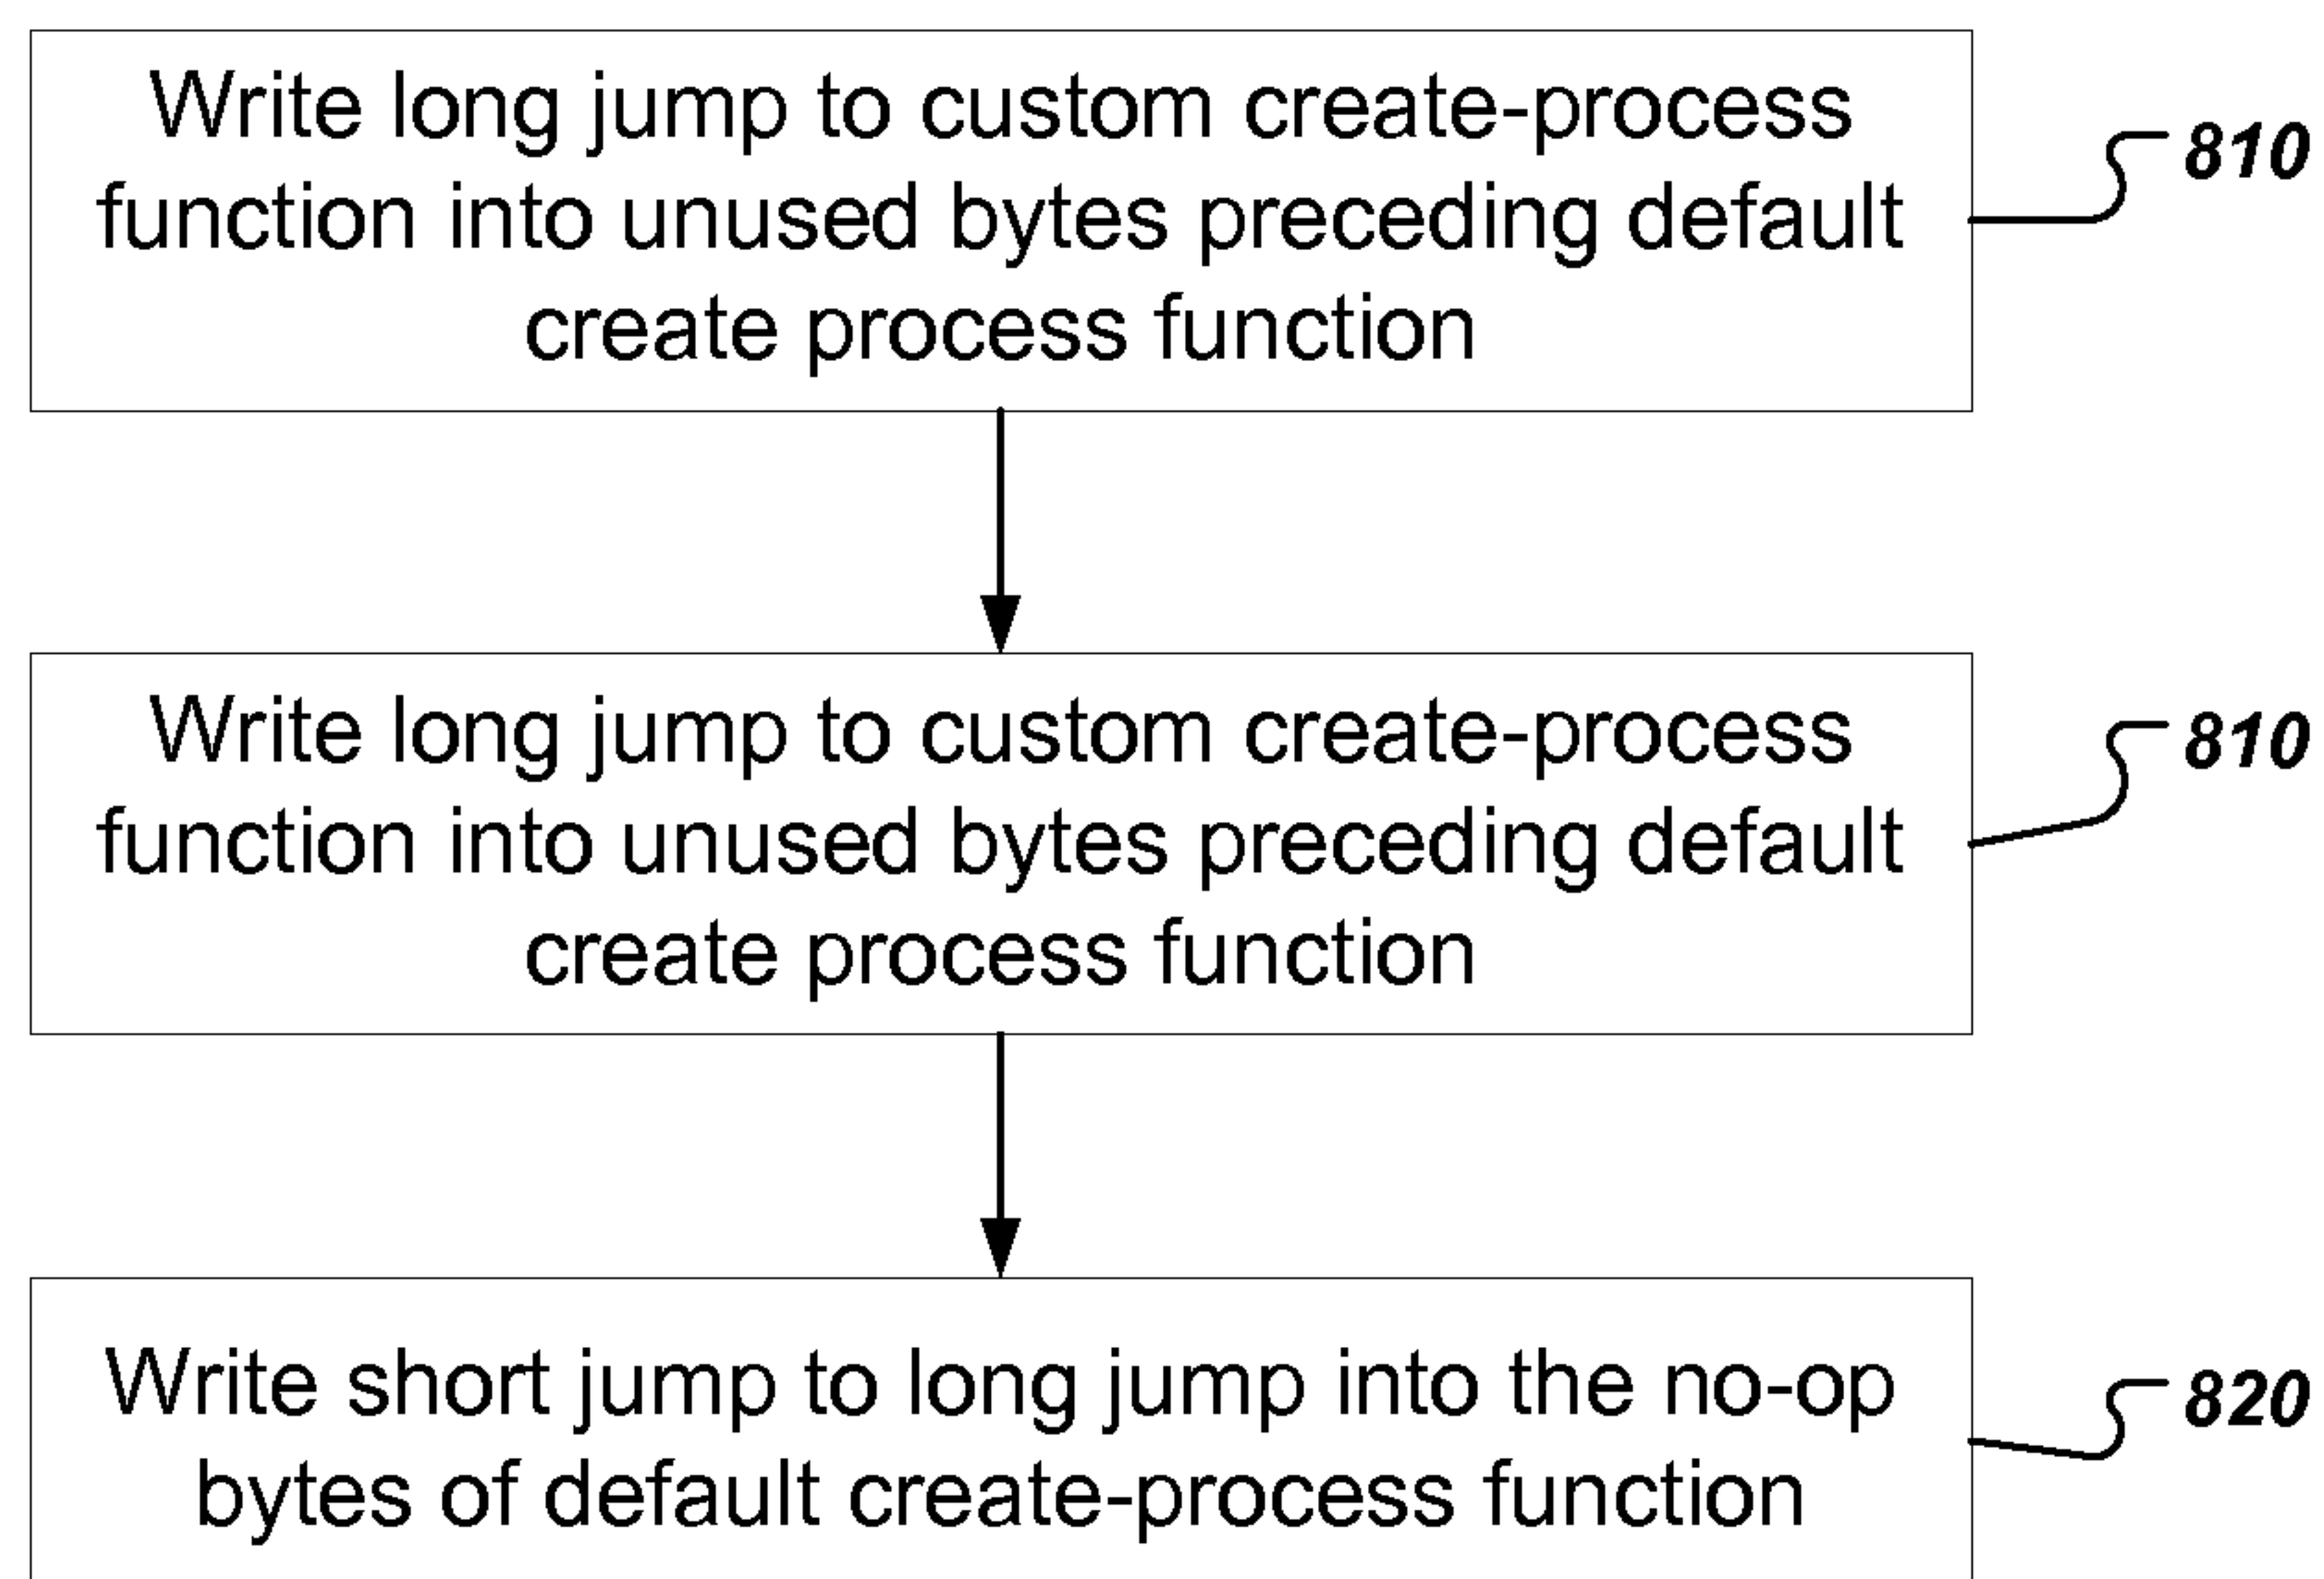 Write long jump to custom create-process
function into unused bytes preceding default
create process function
810
Write long jump to custom create-process
function into unused bytes preceding default
create process function
810
Write short jump to long jump into the no-op
bytes of default create-process function
820